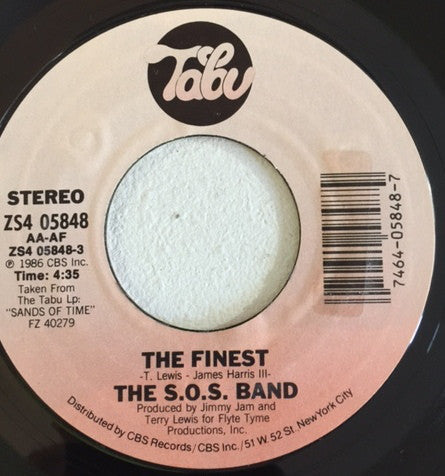 Tabu
STEREO
ZS4 05848
AA-AF
ZS4 05848-3
℗ 1986 CBS Inc.
Time: 4:35
Taken From
The Tabu Lp:
"SANDS OF TIME"
FZ 40279
7464-05848-7
THE FINEST
-T. Lewis - James Harris III-
THE S.O.S. BAND
Produced by Jimmy Jam and
Terry Lewis for Flyte Tyme
Productions, Inc.
Distributed by CBS Records/CBS Inc./51 W. 52 St. New York City